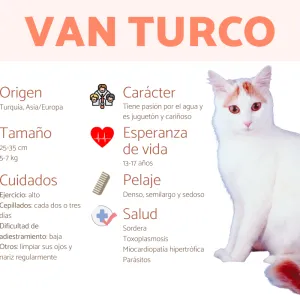 VAN TURCO
Origen
Turquía, Asia/Europa
Carácter
Tiene pasión por el agua y
es juguetón y cariñoso
Tamaño
25-35 cm
5-7 kg
Esperanza
de vida
13-17 años
Cuidados
Ejercicio: alto
Cepillados: cada dos o tres
días
Dificultad de
adiestramiento: baja
Otros: limpiar sus ojos y
nariz regularmente
Pelaje
Denso, semilargo y sedoso
Salud
Sordera
Toxoplasmosis
Miocardiopatía hipertrófica
Parásitos